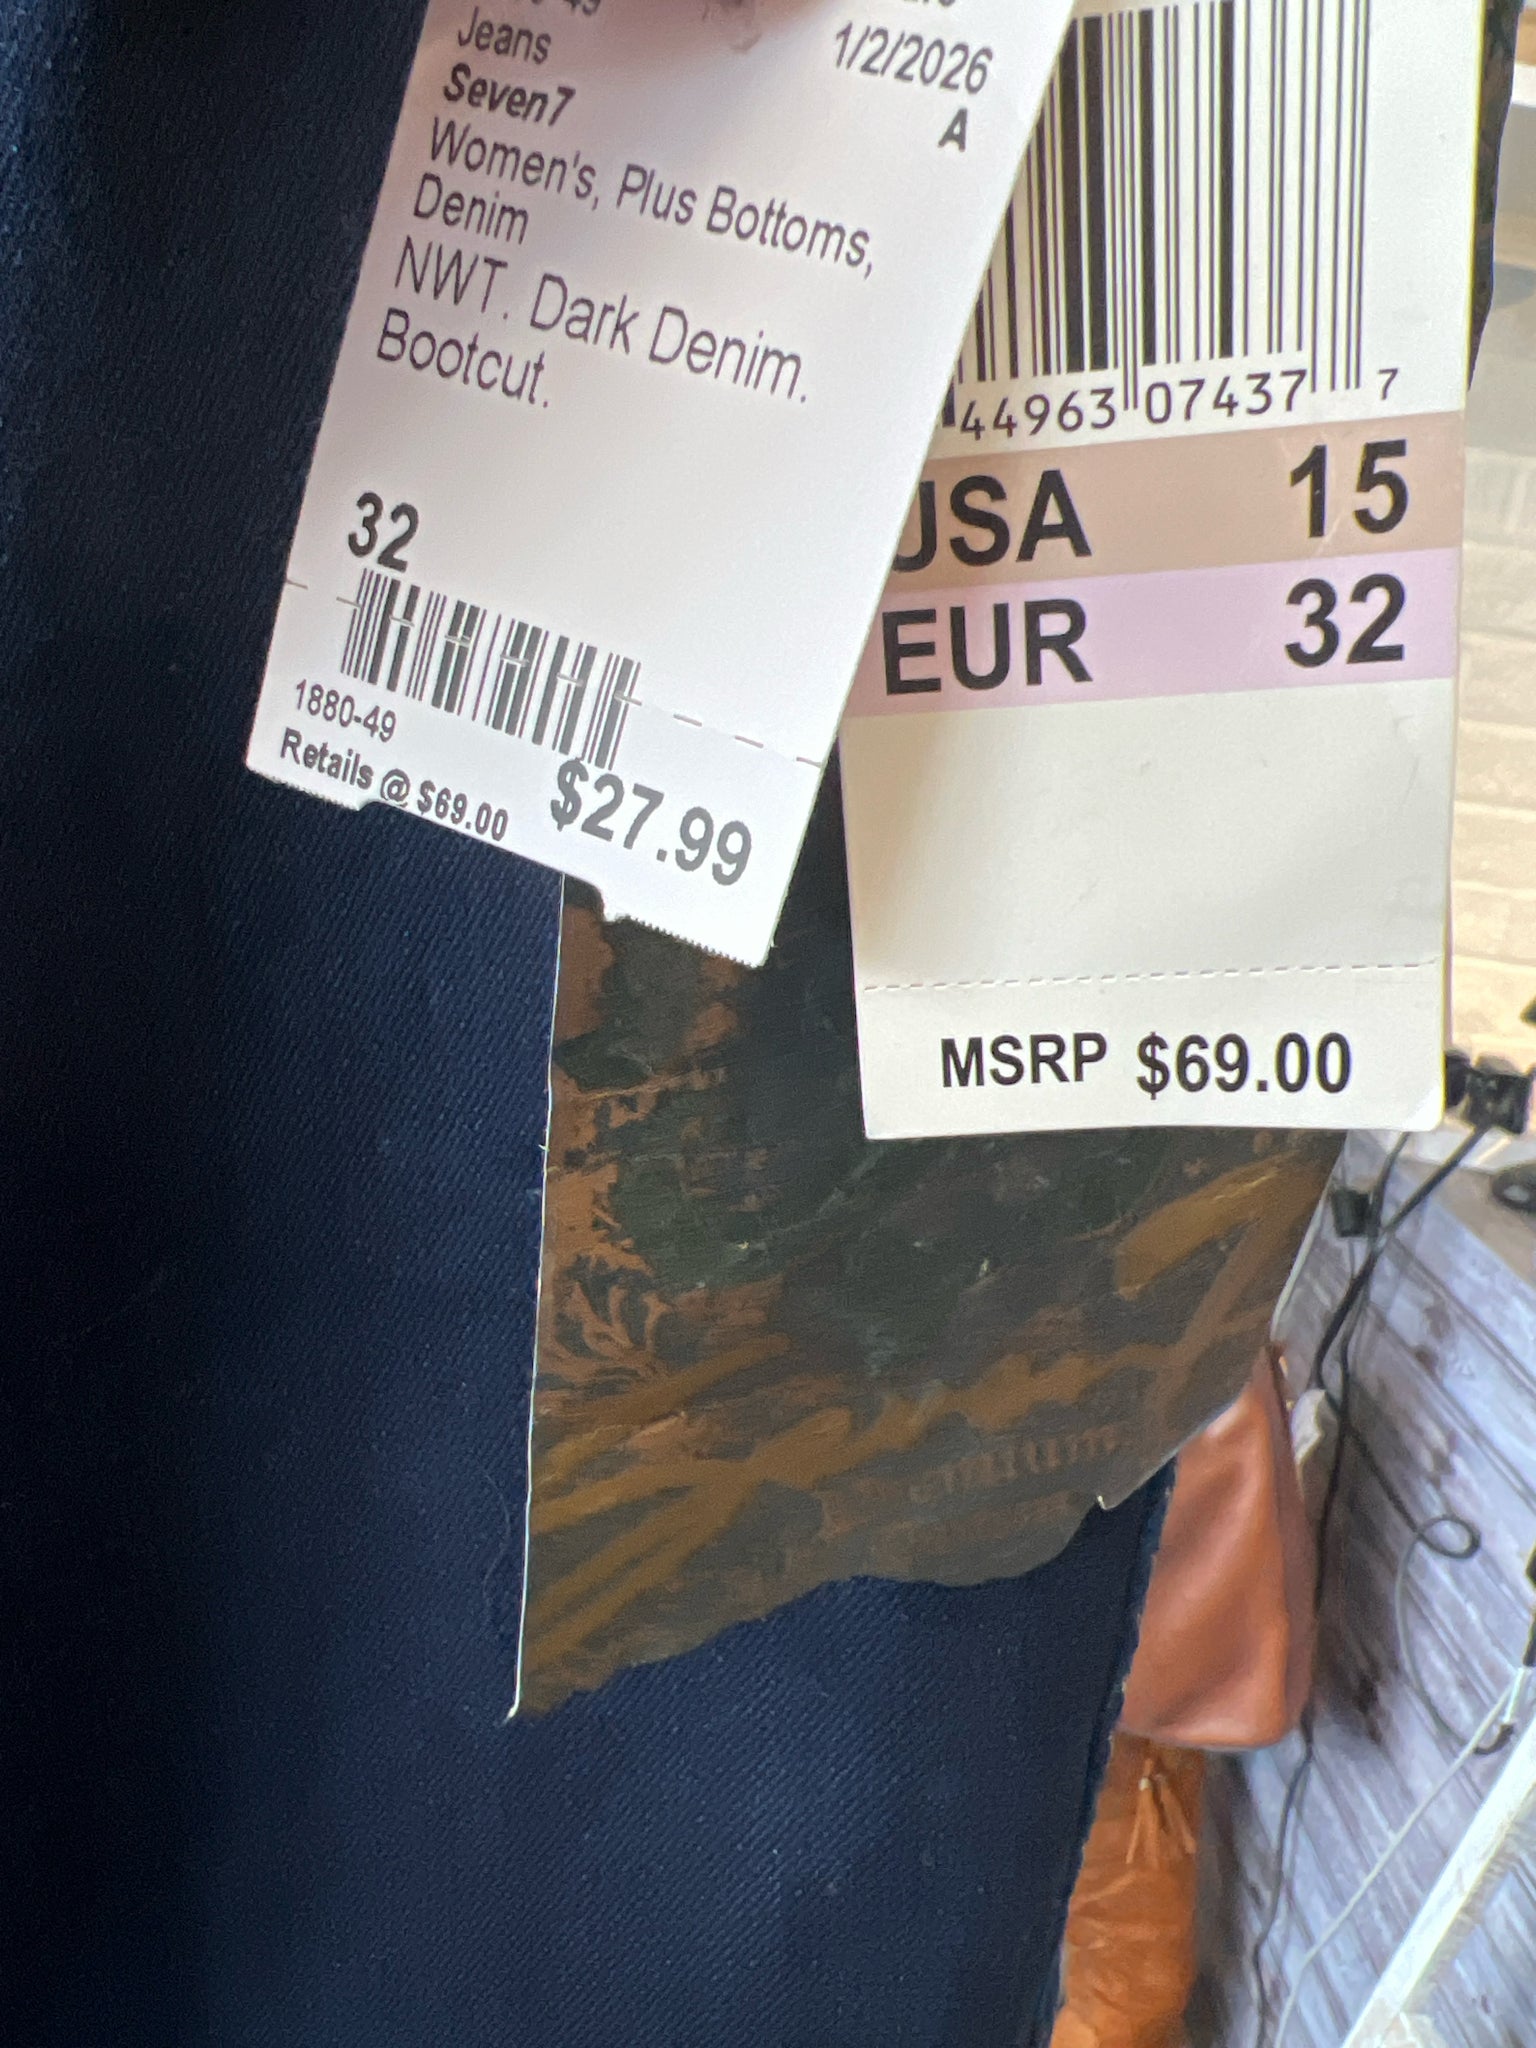 Jeans
1/2/2026
Seven7
A
Women's, Plus Bottoms,
Denim
NWT. Dark Denim.
Bootcut.
32
1880-49
Retails @ $69.00
$27.99
44963 07437 7
USA 15
EUR 32
MSRP $69.00